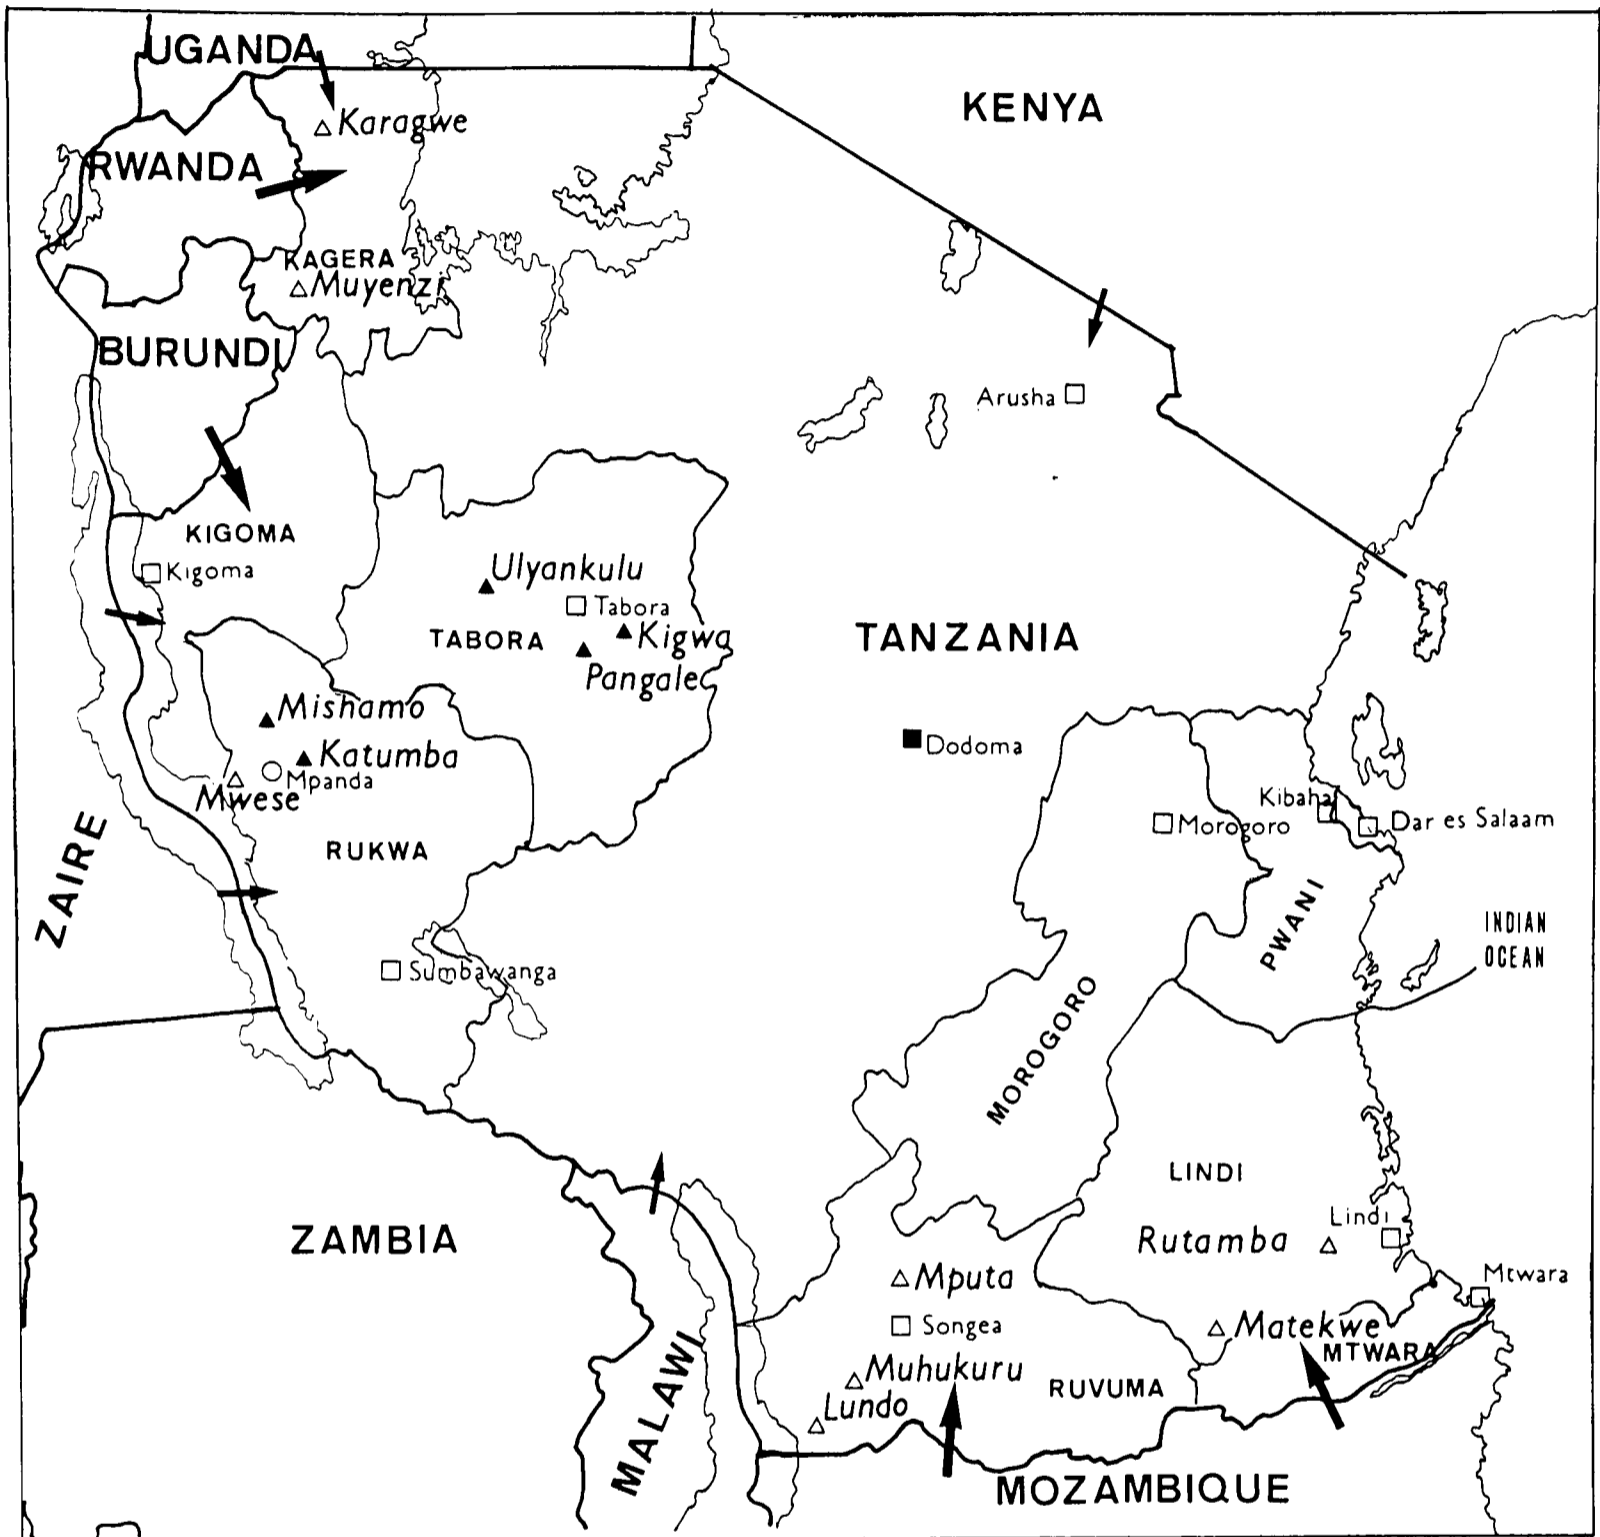 UGANDA
KENYA
Karagwe
RWANDA
KAGERA
Muyenzi
BURUNDI
Arusha
KIGOMA
Kigoma
Ulyankulu
Tabora
TABORA
Kigwa
Pangale
TANZANIA
Mishamo
Katumba
Mpanda
Mwese
Dodoma
Kibaha
Morogoro
Dar es Salaam
RUKWA
ZAIRE
PWANI
INDIAN
OCEAN
Sumbawanga
MOROGORO
LINDI
Lindi
Rutamba
ZAMBIA
Mputa
Mtwara
Songea
Matekwe
MTWARA
Muhukuru
RUVUMA
Lundo
MALAWI
MOZAMBIQUE